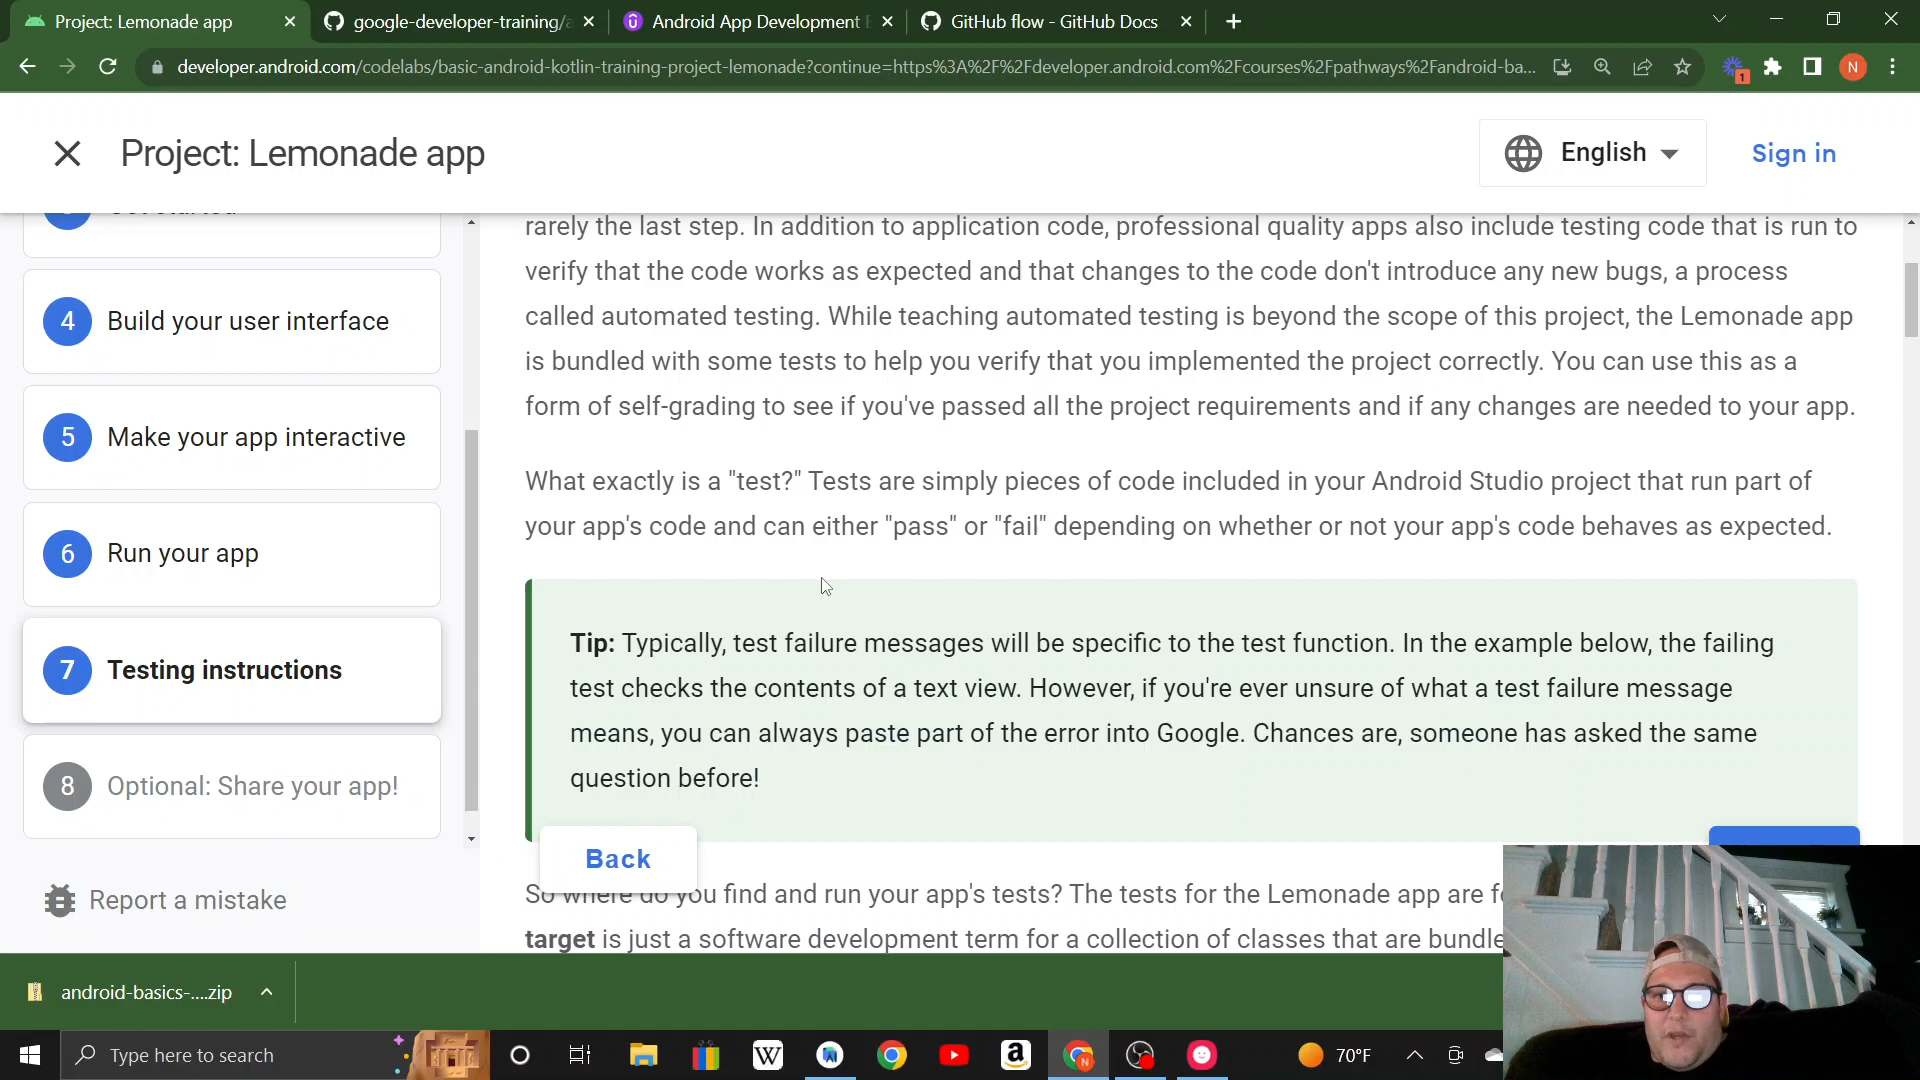 Project: Lemonade app
google-developer-training/a
Android App Development E
GitHub flow - GitHub Docs
developer.android.com/codelabs/basic-android-kotlin-training-project-lemonade?continue=https%3A%2F%2Fdeveloper.android.com%2Fcourses%2Fpathways%2Fandroid-ba...
1
N
Project: Lemonade app
English
Sign in
4 Build your user interface
5 Make your app interactive
6 Run your app
7 Testing instructions
8 Optional: Share your app!
Report a mistake
rarely the last step. In addition to application code, professional quality apps also include testing code that is run to
verify that the code works as expected and that changes to the code don't introduce any new bugs, a process
called automated testing. While teaching automated testing is beyond the scope of this project, the Lemonade app
is bundled with some tests to help you verify that you implemented the project correctly. You can use this as a
form of self-grading to see if you've passed all the project requirements and if any changes are needed to your app.
What exactly is a "test?" Tests are simply pieces of code included in your Android Studio project that run part of
your app's code and can either "pass" or "fail" depending on whether or not your app's code behaves as expected.
Tip: Typically, test failure messages will be specific to the test function. In the example below, the failing
test checks the contents of a text view. However, if you're ever unsure of what a test failure message
means, you can always paste part of the error into Google. Chances are, someone has asked the same
question before!
Back
So where do you find and run your app's tests? The tests for the Lemonade app are
target is just a software development term for a collection of classes that are bundle
android-basics-....zip
Type here to search
W
a
N
70°F